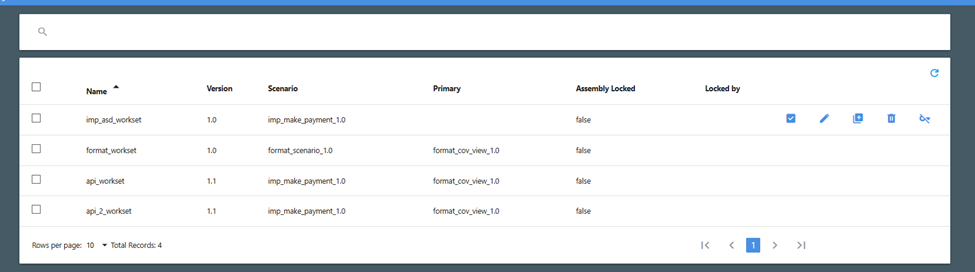 Name Version Scenario Primary Assembly Locked Locked by
imp_asd_workset 1.0 imp_make_payment_1.0 false
format_workset 1.0 format_scenario_1.0 format_cov_view_1.0 false
api_workset 1.1 imp_make_payment_1.0 format_cov_view_1.0 false
api_2_workset 1.1 imp_make_payment_1.0 format_cov_view_1.0 false
Rows per page: 10 Total Records: 4 1